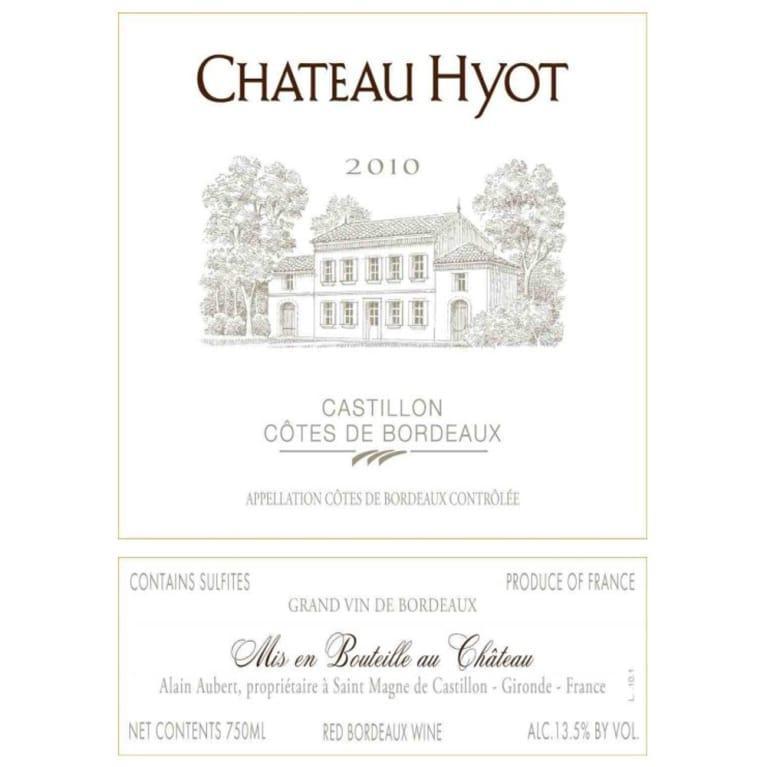 CHATEAU HYOT
2010
CASTILLON
CÔTES DE BORDEAUX
APPELLATION CÔTES DE BORDEAUX CONTRÔLÉE
CONTAINS SULFITES
PRODUCE OF FRANCE
GRAND VIN DE BORDEAUX
Mis en Bouteille au Château
Alain Aubert, propriétaire à Saint Magne de Castillon - Gironde - France
L. 10.1
NET CONTENTS 750ML
RED BORDEAUX WINE
ALC.13.5% BY VOL.